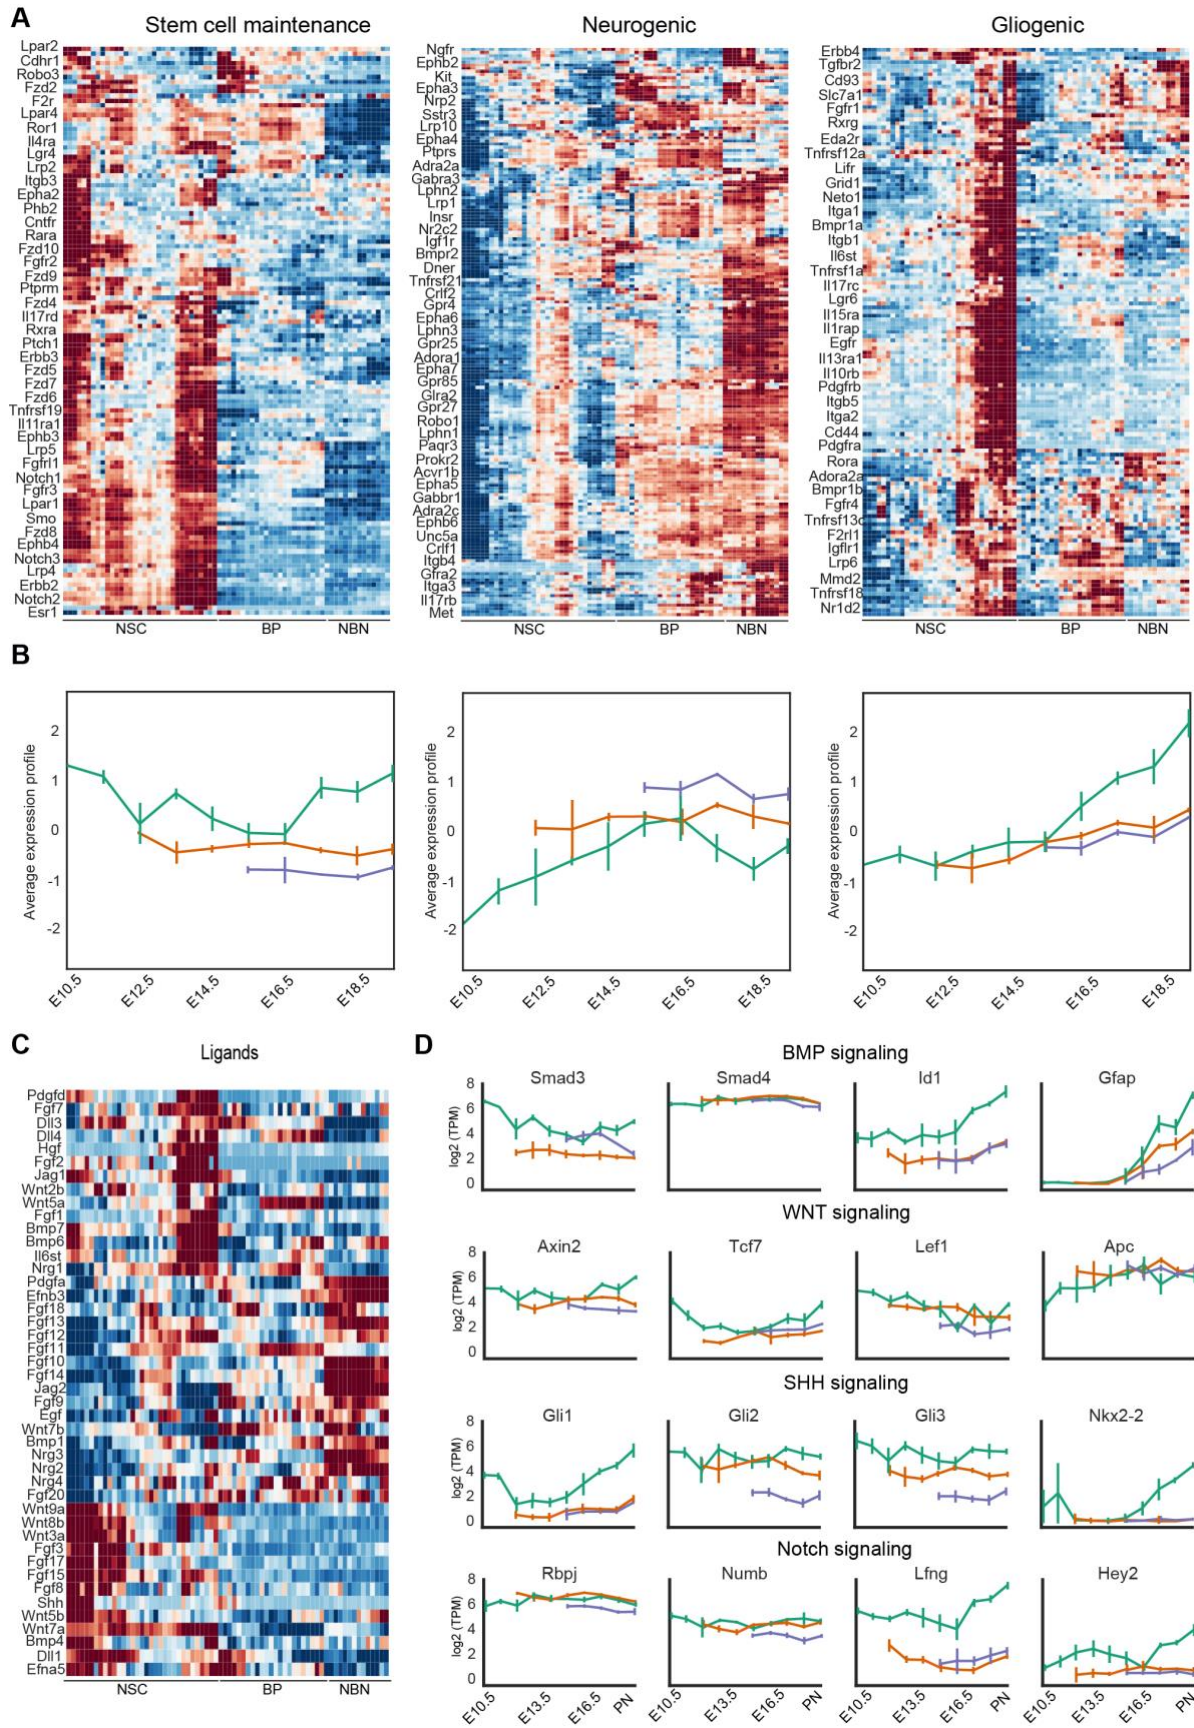 A
Stem cell maintenance
Neurogenic
Gliogenic
Lpar2
Cdhr1
Robo3
Fzd2
F2r
Lpar4
Ror1
Il4ra
Lgr4
Lrp2
Itgb3
Epha2
Phb2
Cntfr
Rara
Fzd10
Fgfr2
Fzd9
Ptprm
Fzd4
Il17rd
Rxra
Ptch1
Erbb3
Fzd5
Fzd7
Fzd6
Tnfrsf19
Il11ra1
Ephb3
Lrp5
Fgfrl1
Notch1
Fgfr3
Lpar1
Smo
Fzd8
Ephb4
Notch3
Lrp4
Erbb2
Notch2
Esr1
NSC
BP
NBN
Ngfr
Ephb2
Kit
Epha3
Nrp2
Sstr3
Lrp10
Epha4
Ptprs
Adra2a
Gabra3
Lphn2
Lrp1
Insr
Nr2c2
Igf1r
Bmpr2
Dner
Tnfrsf21
Crlf2
Gpr4
Epha6
Lphn3
Gpr25
Adora1
Epha7
Gpr85
Glra2
Gpr27
Robo1
Lphn1
Paqr3
Prokr2
Acvr1b
Epha5
Gabbr1
Adra2c
Ephb6
Unc5a
Crlf1
Itgb4
Gfra2
Itga3
Il17rb
Met
NSC
BP
NBN
Erbb4
Tgfbr2
Cd93
Slc7a1
Fgfr1
Rxrg
Eda2r
Tnfrsf12a
Lifr
Grid1
Neto1
Itga1
Bmpr1a
Itgb1
Il6st
Tnfrsf1a
Il17rc
Lgr6
Il15ra
Il1rap
Egfr
Il13ra1
Il10rb
Pdgfrb
Itgb5
Itga2
Cd44
Pdgfra
Rora
Adora2a
Bmpr1b
Fgfr4
Tnfrsf13c
F2rl1
Igflr1
Lrp6
Mmd2
Tnfrsf18
Nr1d2
NSC
BP
NBN
B
Average expression profile
2
1
0
-1
-2
E10.5
E12.5
E14.5
E16.5
E18.5
Average expression profile
2
1
0
-1
-2
E10.5
E12.5
E14.5
E16.5
E18.5
Average expression profile
2
1
0
-1
-2
E10.5
E12.5
E14.5
E16.5
E18.5
C
Ligands
Pdgfd
Fgf7
Dll3
Dll4
Hgf
Fgf2
Jag1
Wnt2b
Wnt5a
Fgf1
Bmp7
Bmp6
Il6st
Nrg1
Pdgfa
Efnb3
Fgf18
Fgf13
Fgf12
Fgf11
Fgf10
Fgf14
Jag2
Fgf9
Egf
Wnt7b
Bmp1
Nrg3
Nrg2
Nrg4
Fgf20
Wnt9a
Wnt8b
Wnt3a
Fgf3
Fgf17
Fgf15
Fgf8
Shh
Wnt5b
Wnt7a
Bmp4
Dll1
Efna5
NSC
BP
NBN
D
BMP signaling
Smad3
Smad4
Id1
Gfap
log2 (TPM)
8
6
4
2
0
WNT signaling
Axin2
Tcf7
Lef1
Apc
log2 (TPM)
8
6
4
2
0
SHH signaling
Gli1
Gli2
Gli3
Nkx2-2
log2 (TPM)
8
6
4
2
0
Notch signaling
Rbpj
Numb
Lfng
Hey2
log2 (TPM)
8
6
4
2
0
E10.5
E13.5
E16.5
PN
E10.5
E13.5
E16.5
PN
E10.5
E13.5
E16.5
PN
E10.5
E13.5
E16.5
PN